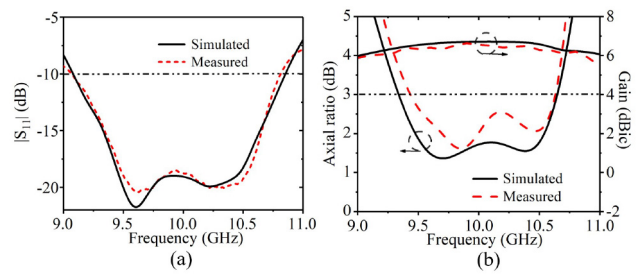 -5
-10
-15
-20
|S11| (dB)
Simulated
Measured
9.0 9.5 10.0 10.5 11.0
Frequency (GHz)
(a)
5
4
3
2
1
0
Axial ratio (dB)
8
6
4
2
0
-2
Gain (dBic)
Simulated
Measured
9.0 9.5 10.0 10.5 11.0
Frequency (GHz)
(b)